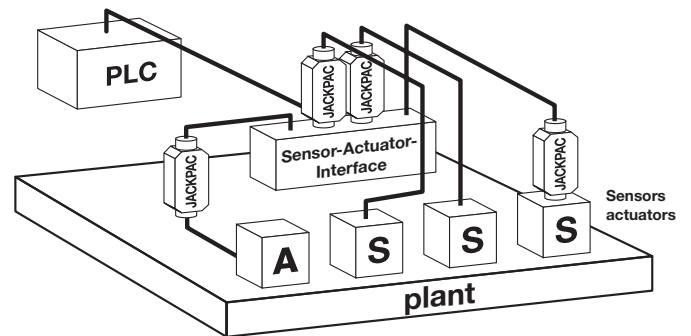 PLC
JACKPAC
JACKPAC
JACKPAC
JACKPAC
Sensor-Actuator-
Interface
Sensors
actuators
A
S
S
S
plant